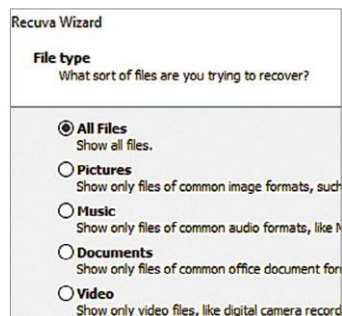 Recuva Wizard
File type
What sort of files are you trying to recover?
All Files
Show all files.
Pictures
Show only files of common image formats, such
Music
Show only files of common audio formats, like
Documents
Show only files of common office document
Video
Show only video files, like digital camera